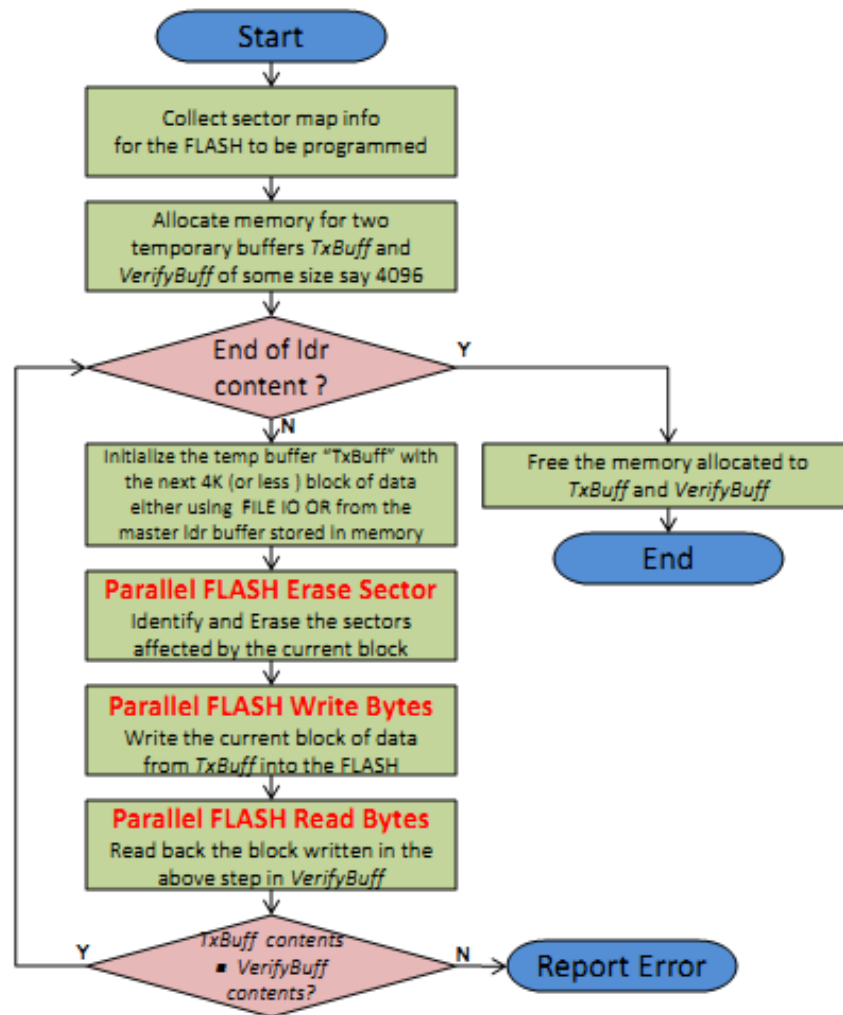 Start
Collect sector map info
for the FLASH to be programmed
Allocate memory for two
temporary buffers TxBuff and
VerifyBuff of some size say 4096
End of ldr
content ?
Y
N
Initialize the temp buffer “TxBuff” with
the next 4K (or less ) block of data
either using FILE IO OR from the
master ldr buffer stored in memory
Free the memory allocated to
TxBuff and VerifyBuff
End
Parallel FLASH Erase Sector
Identify and Erase the sectors
affected by the current block
Parallel FLASH Write Bytes
Write the current block of data
from TxBuff into the FLASH
Parallel FLASH Read Bytes
Read back the block written in the
above step in VerifyBuff
Y
TxBuff contents
= VerifyBuff
contents?
N
Report Error